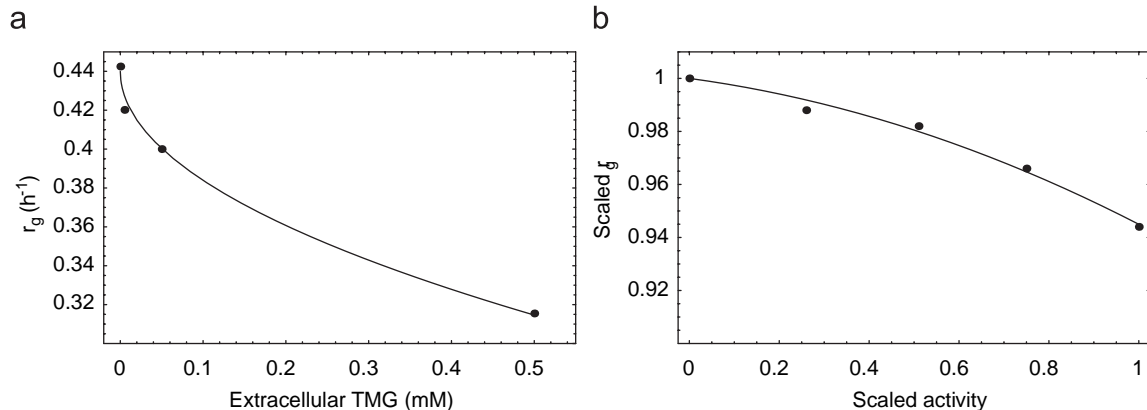 a
0.44
0.42
0.4
0.38
0.36
0.34
0.32
r_g (h⁻¹)
0 0.1 0.2 0.3 0.4 0.5
Extracellular TMG (mM)
b
1
0.98
0.96
0.94
0.92
Scaled r_g
0 0.2 0.4 0.6 0.8 1
Scaled activity